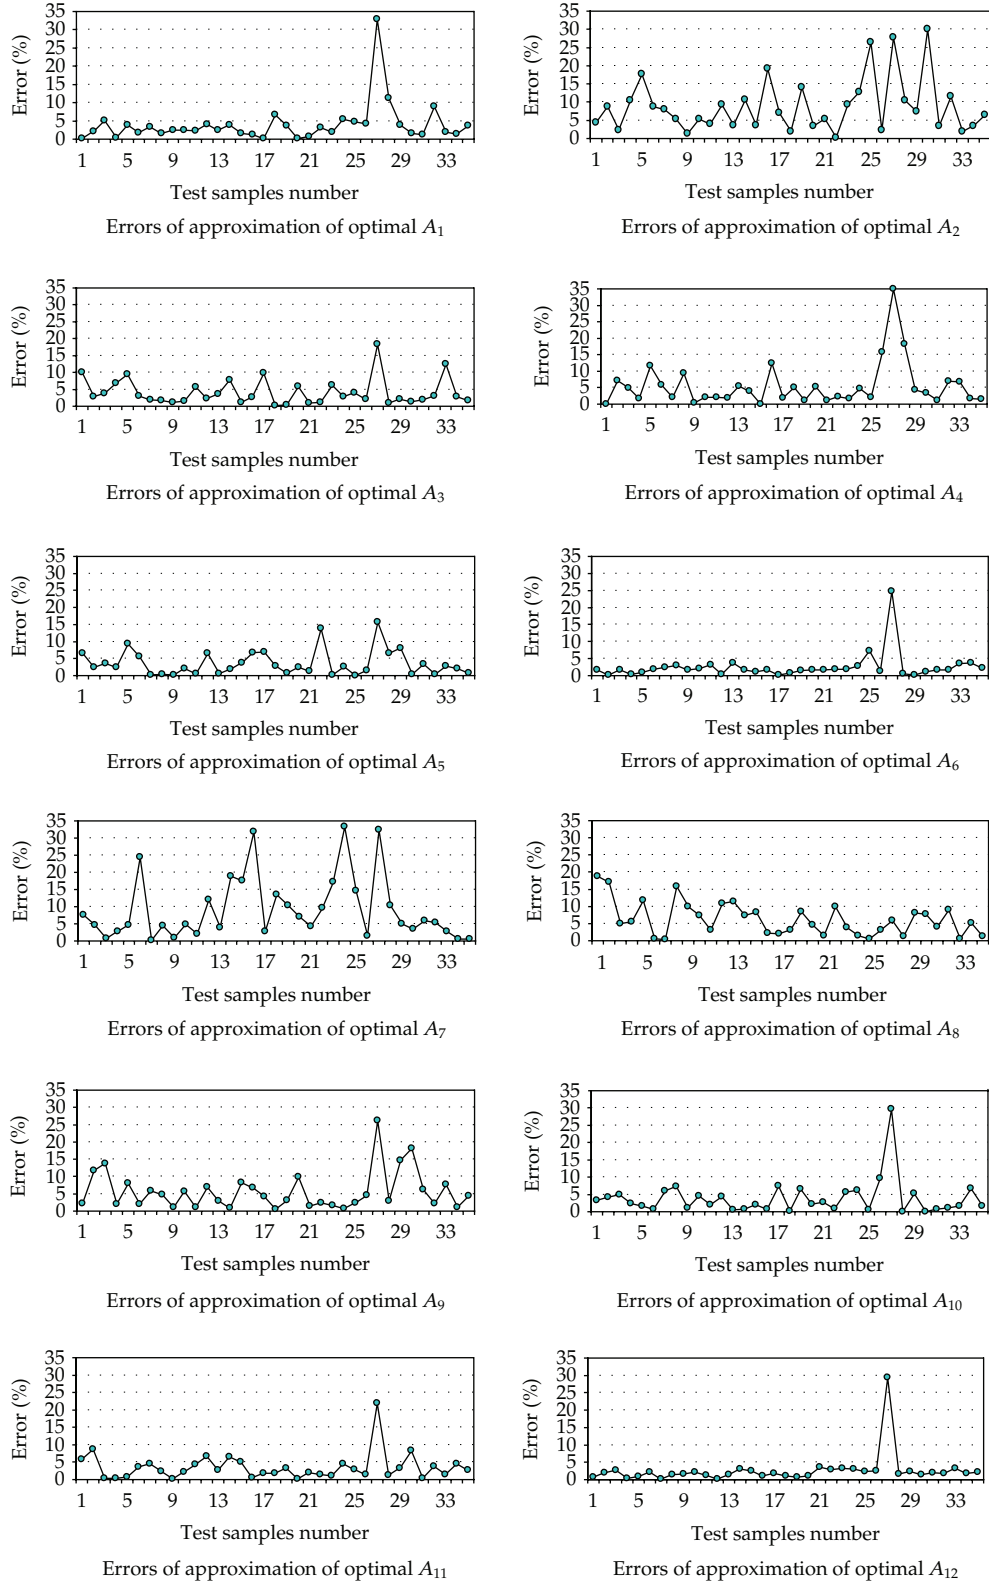 35
30
25
20
15
10
5
0
Error (%)
1 5 9 13 17 21 25 29 33
Test samples number
Errors of approximation of optimal A1
35
30
25
20
15
10
5
0
Error (%)
1 5 9 13 17 21 25 29 33
Test samples number
Errors of approximation of optimal A2
35
30
25
20
15
10
5
0
Error (%)
1 5 9 13 17 21 25 29 33
Test samples number
Errors of approximation of optimal A3
35
30
25
20
15
10
5
0
Error (%)
1 5 9 13 17 21 25 29 33
Test samples number
Errors of approximation of optimal A4
35
30
25
20
15
10
5
0
Error (%)
1 5 9 13 17 21 25 29 33
Test samples number
Errors of approximation of optimal A5
35
30
25
20
15
10
5
0
Error (%)
1 5 9 13 17 21 25 29 33
Test samples number
Errors of approximation of optimal A6
35
30
25
20
15
10
5
0
Error (%)
1 5 9 13 17 21 25 29 33
Test samples number
Errors of approximation of optimal A7
35
30
25
20
15
10
5
0
Error (%)
1 5 9 13 17 21 25 29 33
Test samples number
Errors of approximation of optimal A8
35
30
25
20
15
10
5
0
Error (%)
1 5 9 13 17 21 25 29 33
Test samples number
Errors of approximation of optimal A9
35
30
25
20
15
10
5
0
Error (%)
1 5 9 13 17 21 25 29 33
Test samples number
Errors of approximation of optimal A10
35
30
25
20
15
10
5
0
Error (%)
1 5 9 13 17 21 25 29 33
Test samples number
Errors of approximation of optimal A11
35
30
25
20
15
10
5
0
Error (%)
1 5 9 13 17 21 25 29 33
Test samples number
Errors of approximation of optimal A12